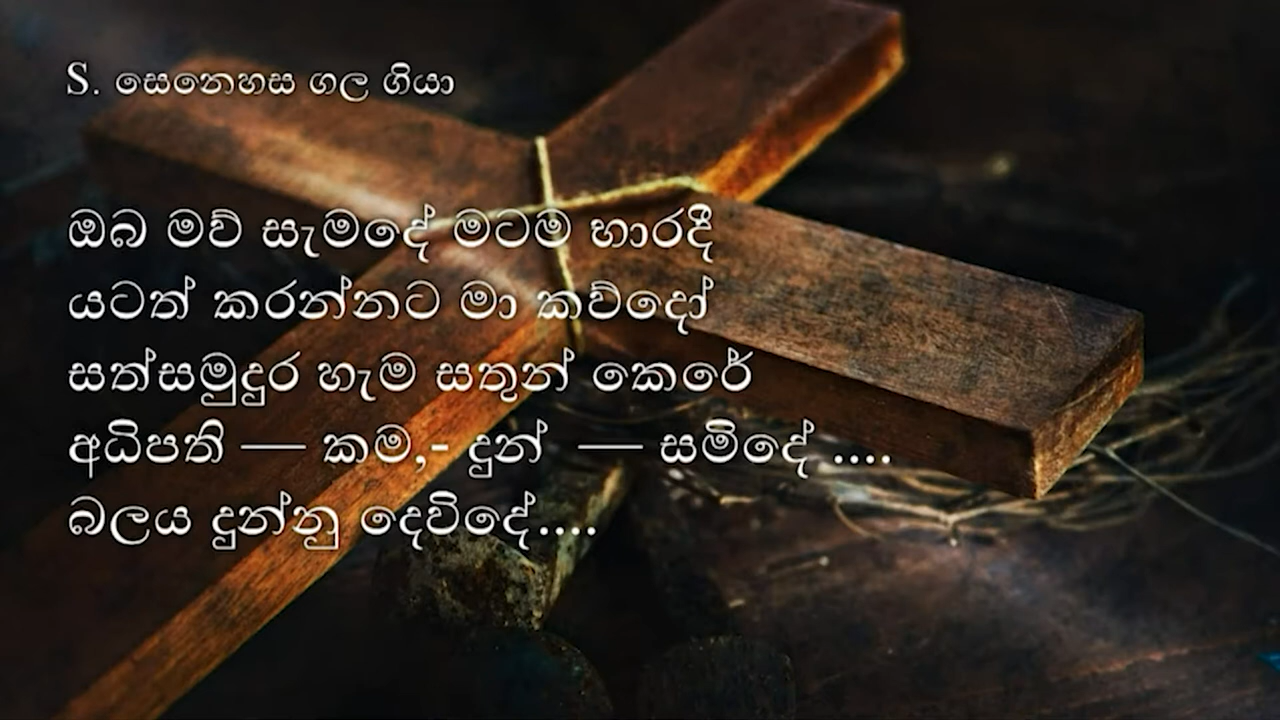 S. සෙනෙහස ගල ගියා
ඔබ මව් සැමදේ මටම භාරදී
යටත් කරන්නට මා කව්දෝ
සත්සමුදුර හැම සතුන් කෙරේ
අධිපති — කම,- දුන් — සමිදේ ....
බලය දුන්නු දෙවිදේ....